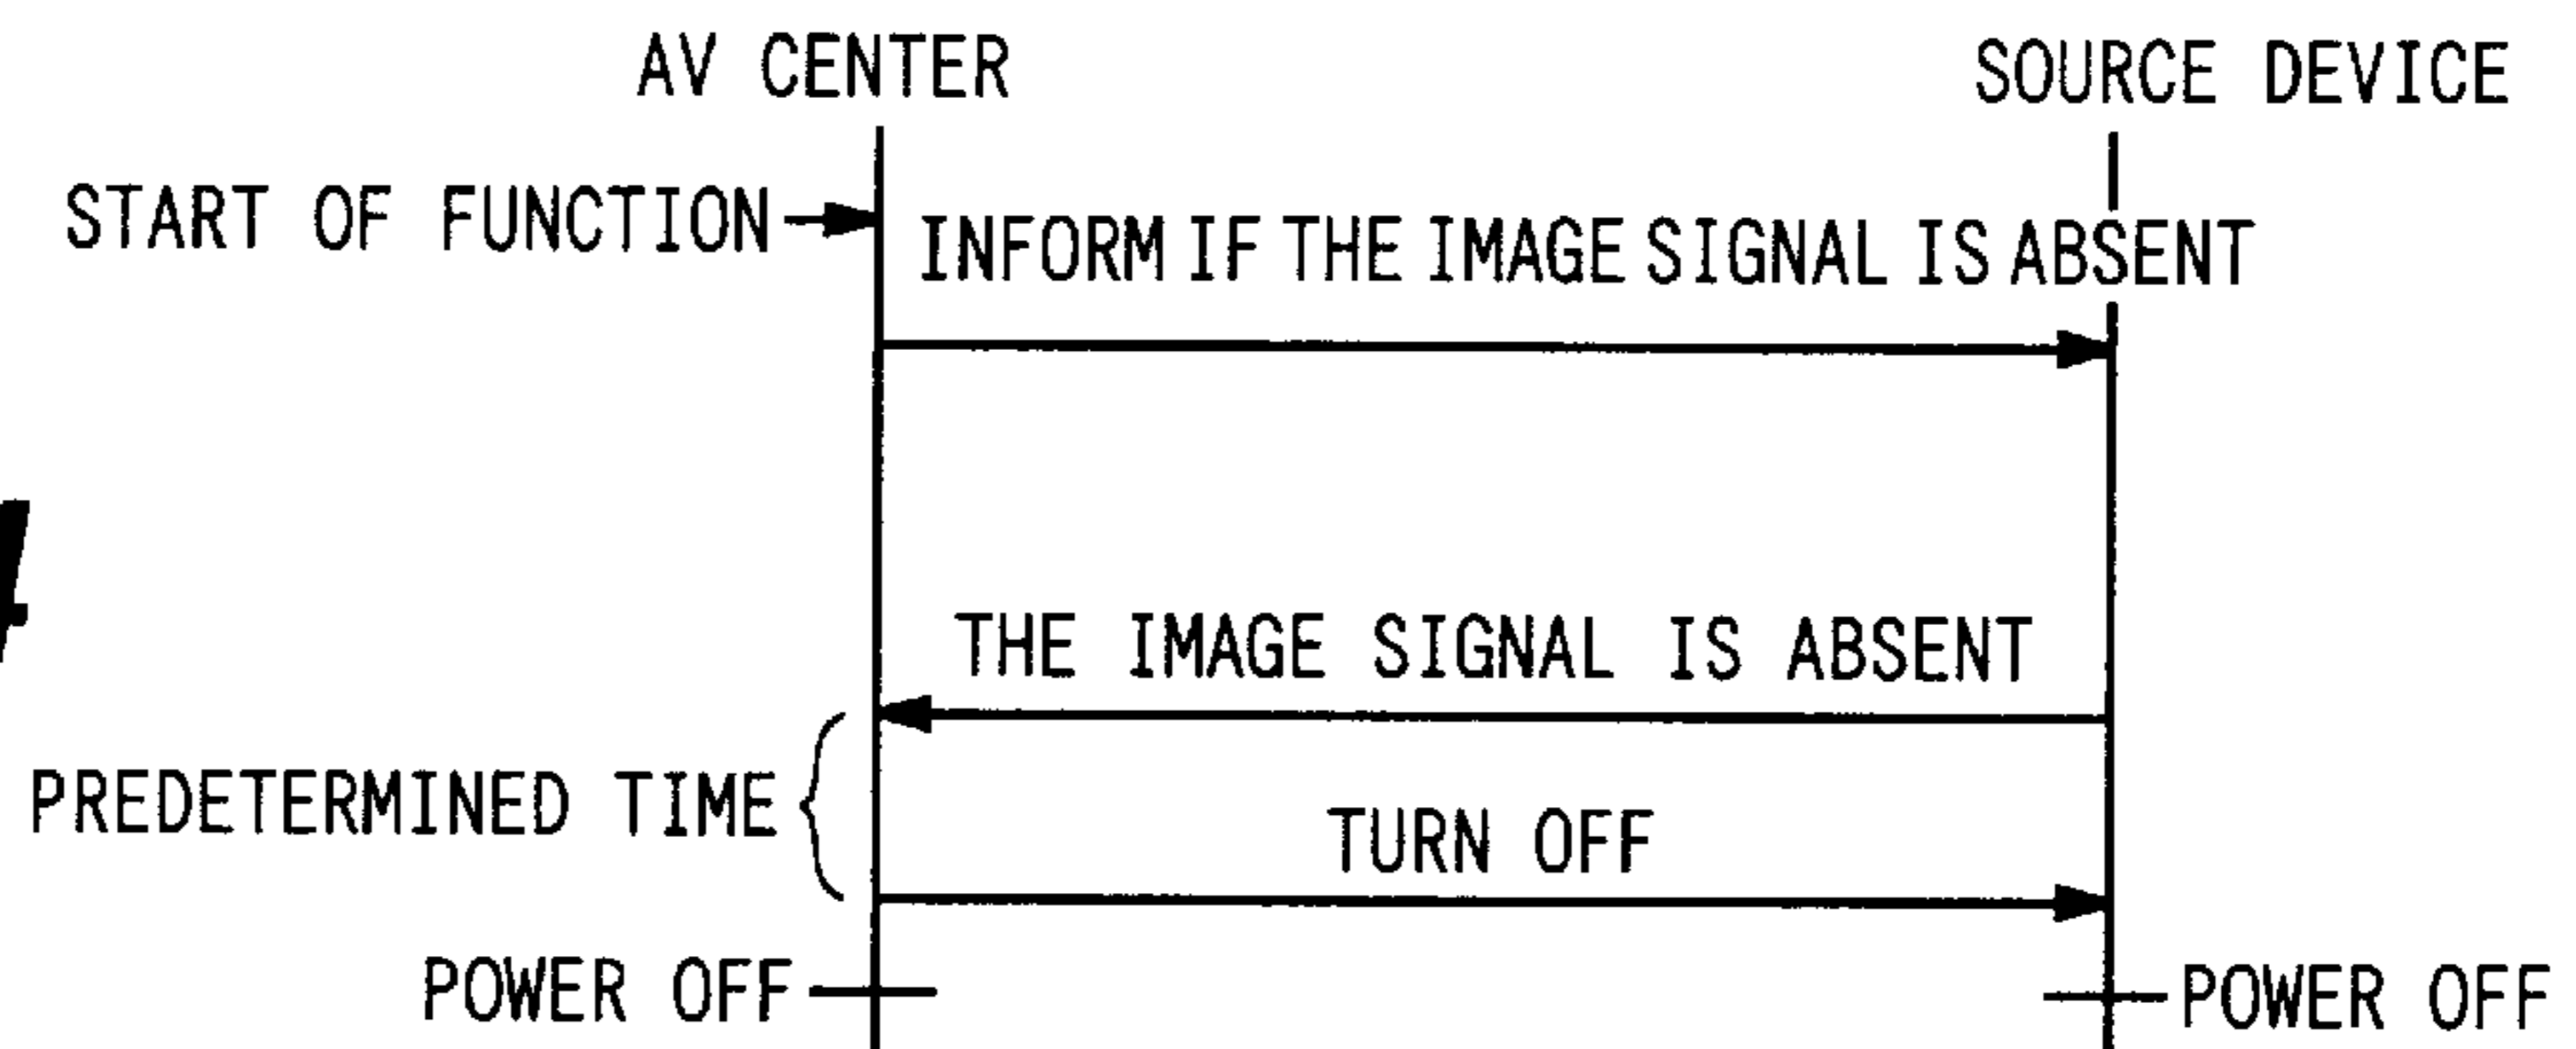 AV CENTER
SOURCE DEVICE
START OF FUNCTION
INFORM IF THE IMAGE SIGNAL IS ABSENT
THE IMAGE SIGNAL IS ABSENT
PREDETERMINED TIME
TURN OFF
POWER OFF
POWER OFF